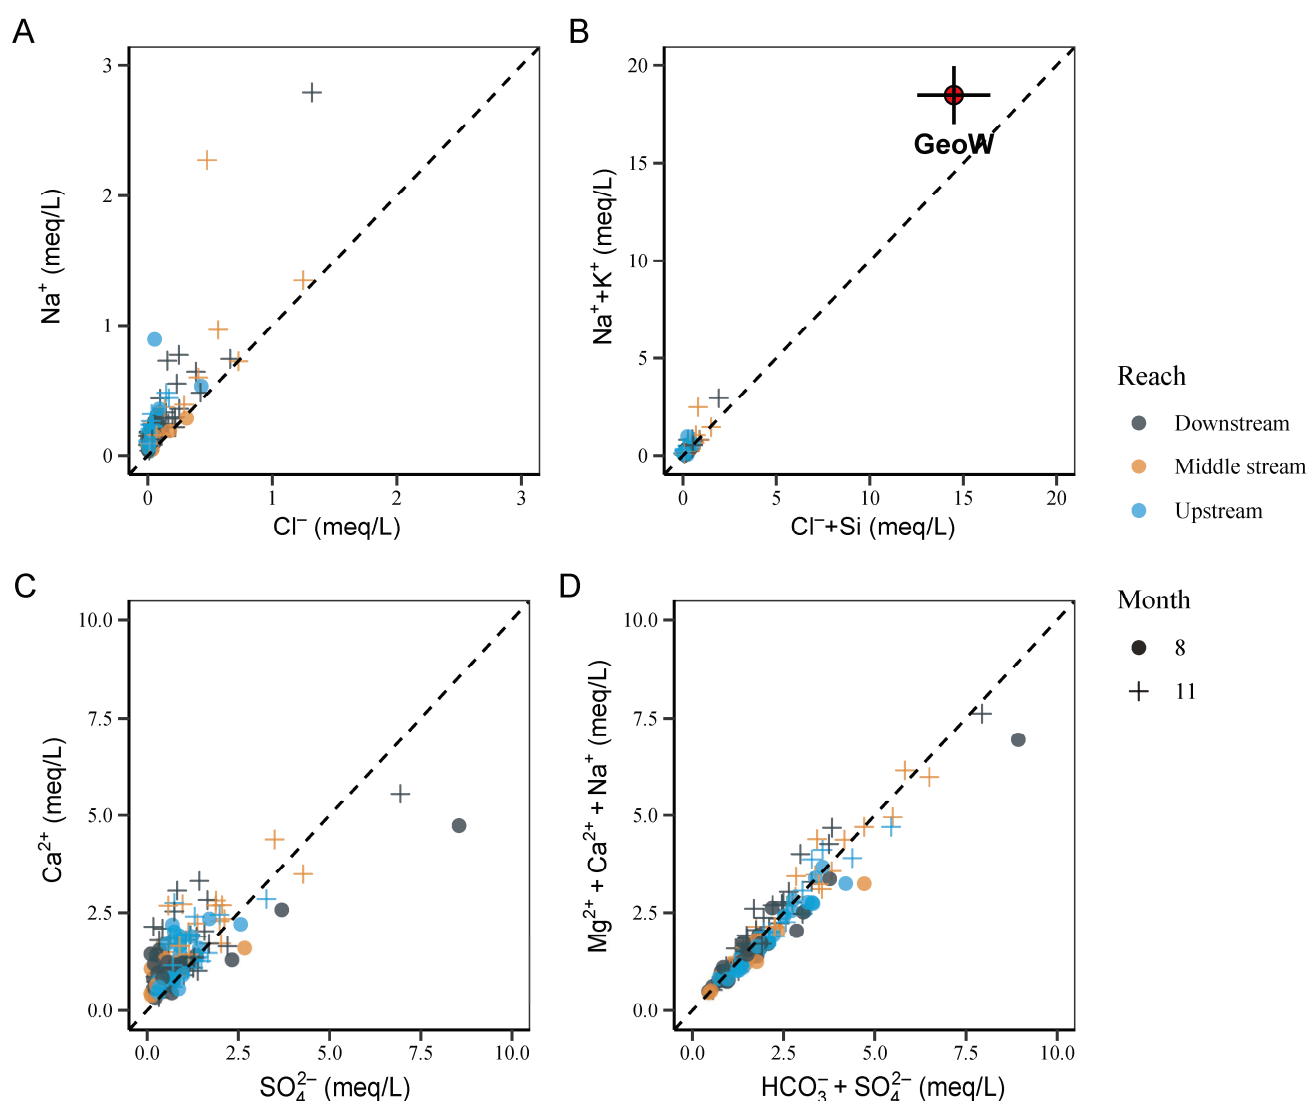 A
3
2
1
0
Na⁺ (meq/L)
0
1
2
3
Cl⁻ (meq/L)
B
20
15
10
5
0
Na⁺+K⁺ (meq/L)
GeoW
0
5
10
15
20
Cl⁻+Si (meq/L)
Reach
Downstream
Middle stream
Upstream
Month
8
11
C
10.0
7.5
5.0
2.5
0.0
Ca²⁺ (meq/L)
0.0
2.5
5.0
7.5
10.0
SO₄²⁻ (meq/L)
D
10.0
7.5
5.0
2.5
0.0
Mg²⁺ + Ca²⁺ + Na⁺ (meq/L)
0.0
2.5
5.0
7.5
10.0
HCO₃⁻ + SO₄²⁻ (meq/L)